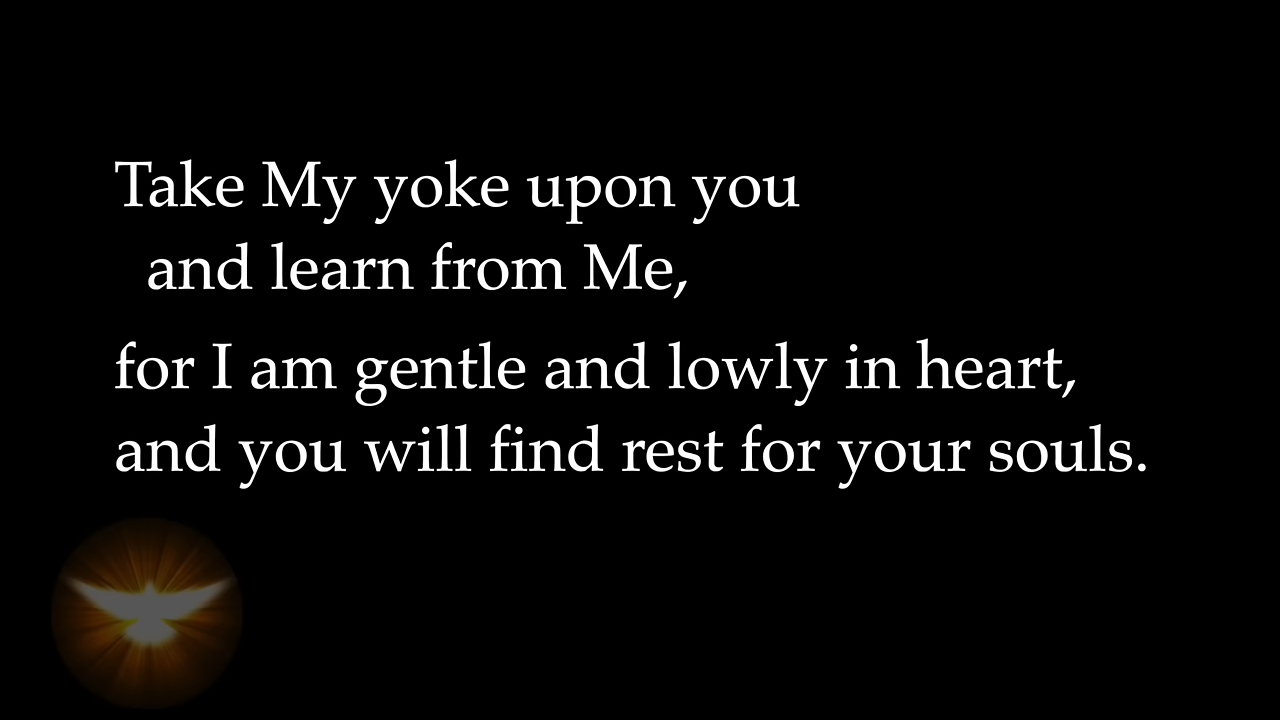 Take My yoke upon you
and learn from Me,
for I am gentle and lowly in heart,
and you will find rest for your souls.